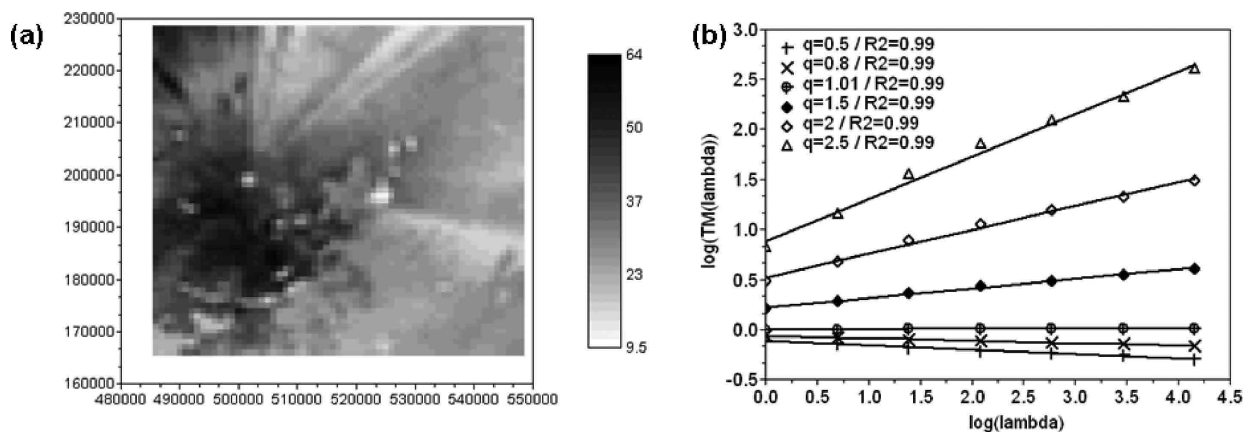 (a)
230000
220000
210000
200000
190000
180000
170000
160000
480000 490000 500000 510000 520000 530000 540000 550000
64
50
37
23
9.5
(b)
log(TM(lambda))
3.0
2.5
2.0
1.5
1.0
0.5
0.0
-0.5
q=0.5 / R2=0.99
q=0.8 / R2=0.99
q=1.01 / R2=0.99
q=1.5 / R2=0.99
q=2 / R2=0.99
q=2.5 / R2=0.99
0.0 0.5 1.0 1.5 2.0 2.5 3.0 3.5 4.0 4.5
log(lambda)